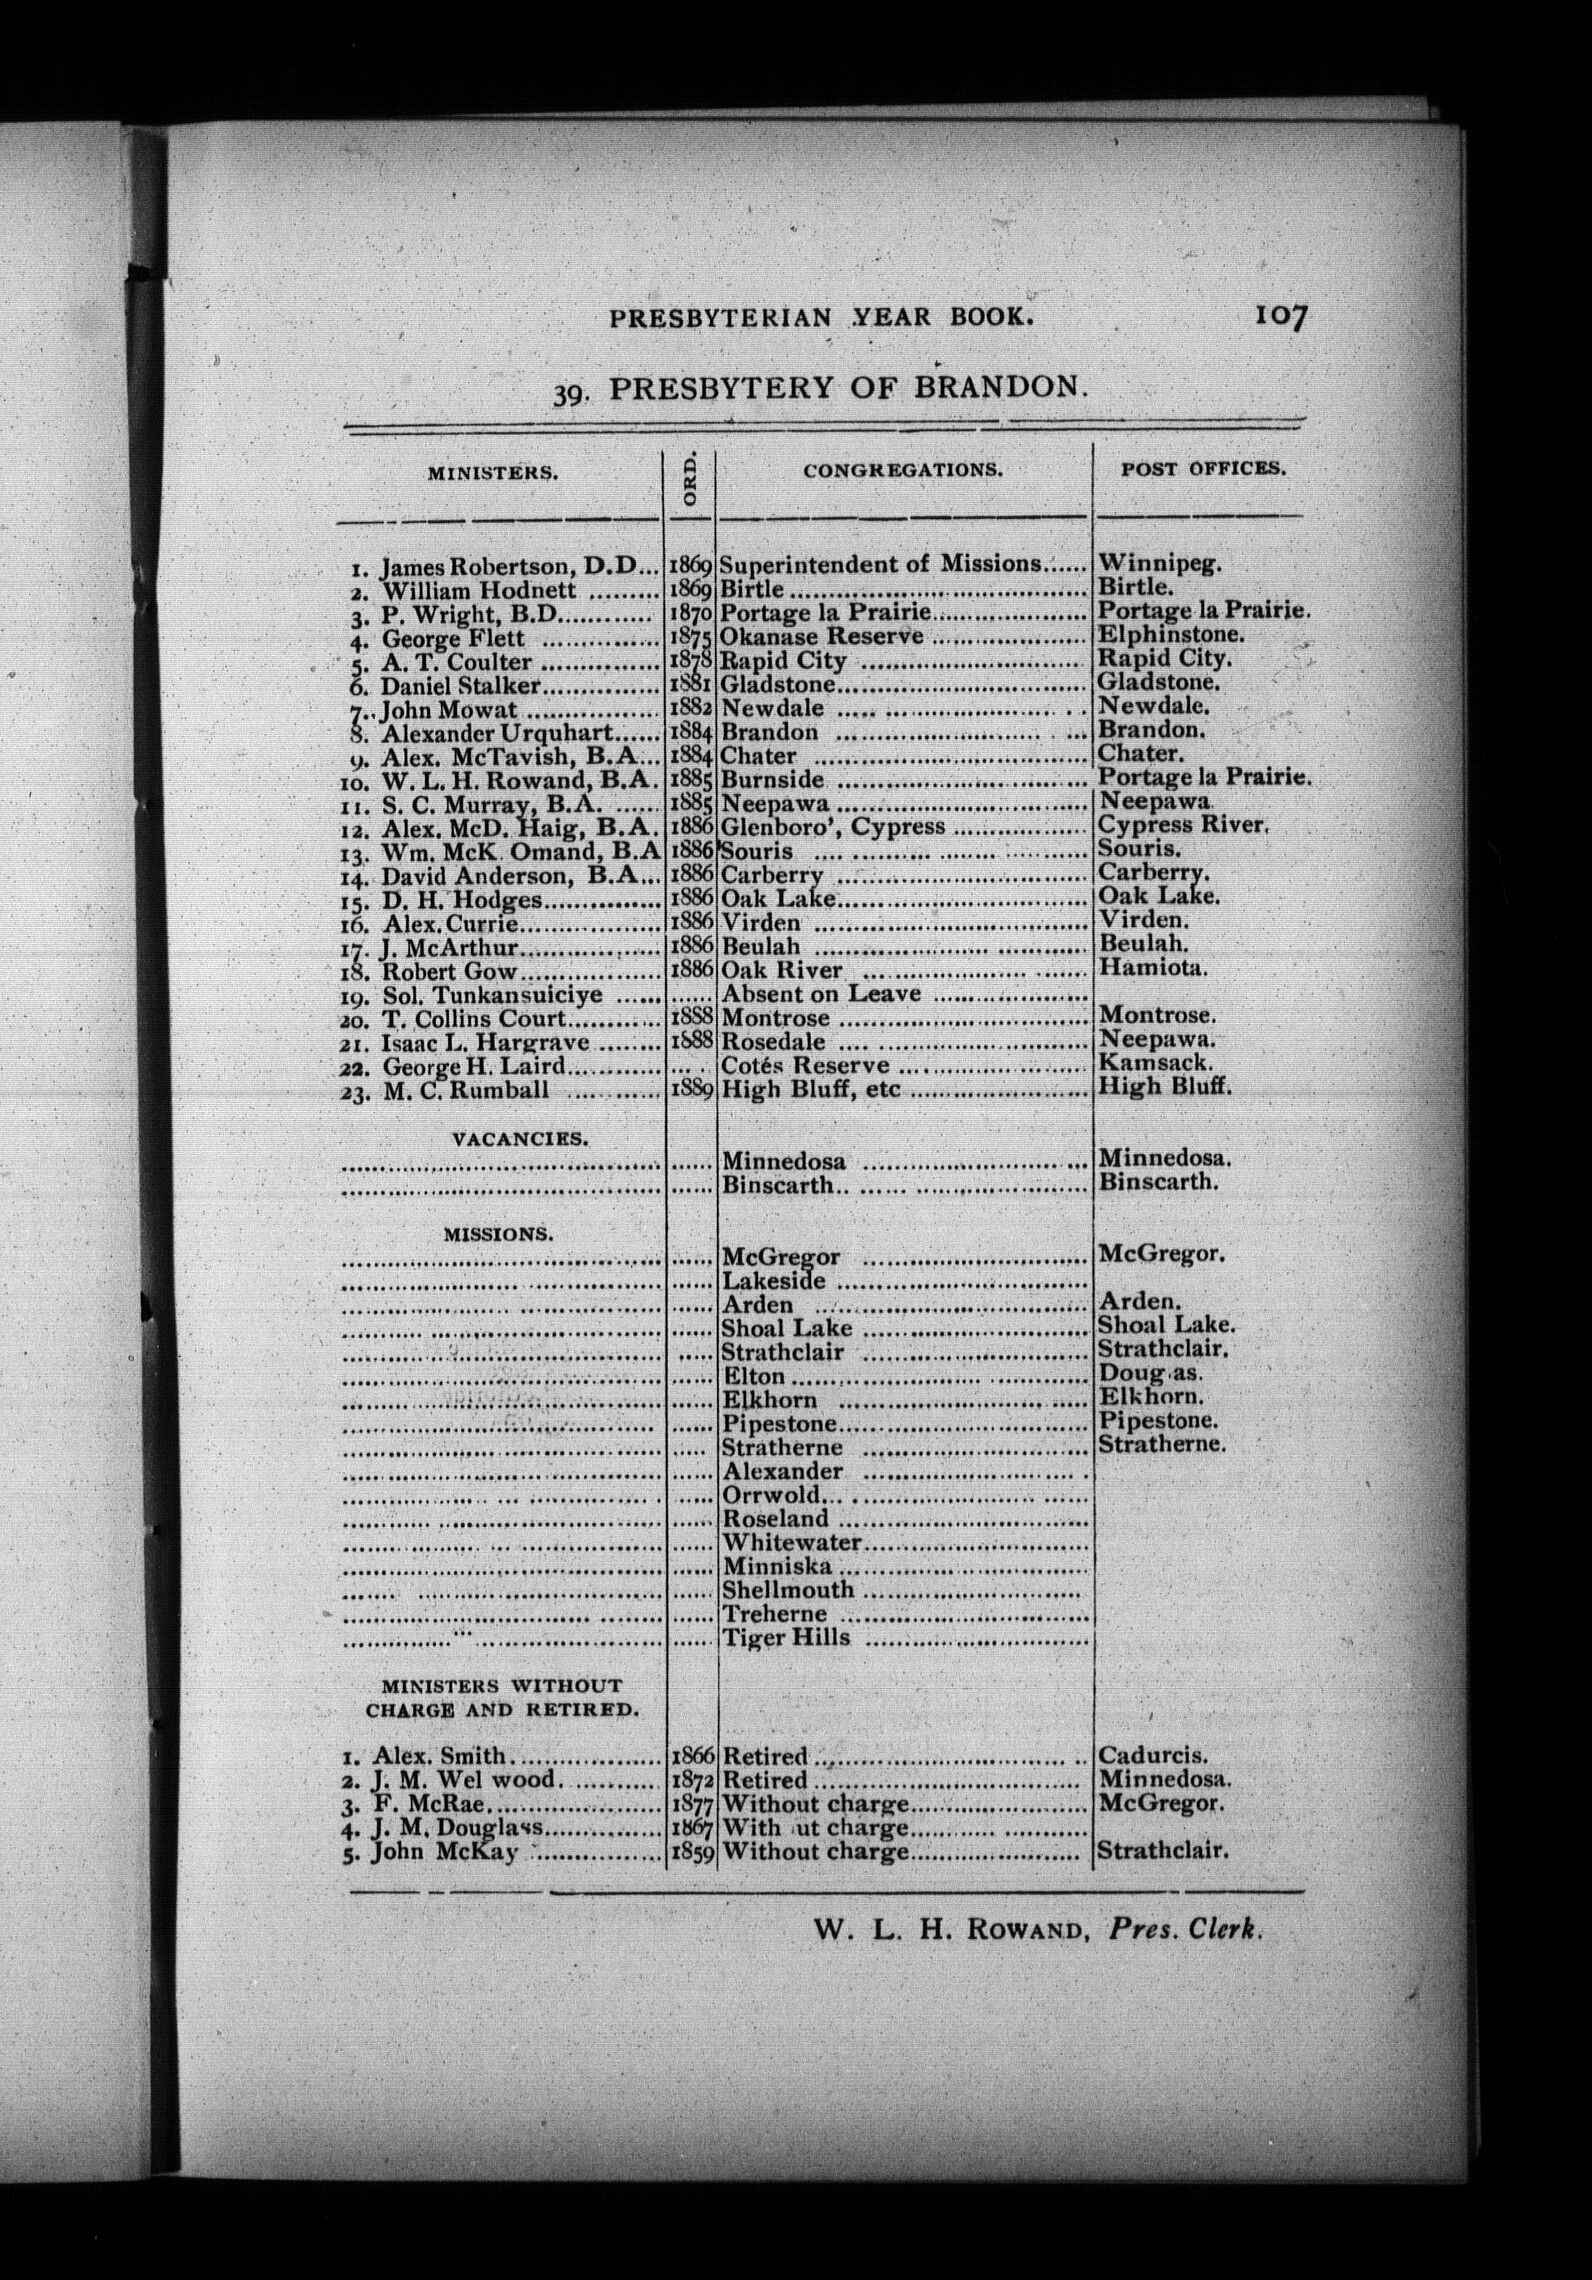 PRESBYTERIAN YEAR BOOK. 107
39. PRESBYTERY OF BRANDON.
MINISTERS. ORD. CONGREGATIONS. POST OFFICES.
1. James Robertson, D.D... 1869 Superintendent of Missions...... Winnipeg.
2. William Hodnett ......... 1869 Birtle ...................................... Birtle.
3. P. Wright, B.D............ 1870 Portage la Prairie.................... Portage la Prairie.
4. George Flett ............... 1875 Okanase Reserve .................... Elphinstone.
5. A. T. Coulter ............... 1878 Rapid City ............................. Rapid City.
6. Daniel Stalker............... 1881 Gladstone................................ Gladstone.
7. John Mowat ................. 1882 Newdale ................................ Newdale.
8. Alexander Urquhart...... 1884 Brandon ................................ Brandon.
9. Alex. McTavish, B.A... 1884 Chater ................................... Chater.
10. W. L. H. Rowand, B.A. 1885 Burnside ................................ Portage la Prairie.
11. S. C. Murray, B.A. ...... 1885 Neepawa ................................ Neepawa
12. Alex. McD. Haig, B.A. 1886 Glenboro', Cypress ................. Cypress River.
13. Wm. McK. Omand, B.A 1886 Souris ................................... Souris.
14. David Anderson, B.A... 1886 Carberry ................................ Carberry.
15. D. H. Hodges............... 1886 Oak Lake................................ Oak Lake.
16. Alex. Currie.................. 1886 Virden ................................... Virden.
17. J. McArthur.................. 1886 Beulah ................................... Beulah.
18. Robert Gow.................. 1886 Oak River ............................. Hamiota.
19. Sol. Tunkansuiciye ...... ...... Absent on Leave ....................
20. T. Collins Court............ 1888 Montrose ................................ Montrose.
21. Isaac L. Hargrave ........ 1888 Rosedale ................................ Neepawa.
22. George H. Laird............ ...... Cotés Reserve ........................ Kamsack.
23. M. C. Rumball ............ 1889 High Bluff, etc ....................... High Bluff.
VACANCIES.
Minnedosa ............................. Minnedosa.
Binscarth................................ Binscarth.
MISSIONS.
McGregor ............................. McGregor.
Lakeside ................................
Arden ................................... Arden.
Shoal Lake ............................. Shoal Lake.
Strathclair ............................. Strathclair.
Elton ...................................... Doug as.
Elkhorn ................................ Elkhorn.
Pipestone................................ Pipestone.
Stratherne ............................. Stratherne.
Alexander .............................
Orrwold..................................
Roseland ................................
Whitewater.............................
Minniska ................................
Shellmouth .............................
Treherne ................................
Tiger Hills .............................
MINISTERS WITHOUT
CHARGE AND RETIRED.
1. Alex. Smith................... 1866 Retired ................................... Cadurcis.
2. J. M. Wel wood............. 1872 Retired ................................... Minnedosa.
3. F. McRae....................... 1877 Without charge....................... McGregor.
4. J. M. Douglass............... 1867 With ut charge.......................
5. John McKay ................ 1859 Without charge...................... Strathclair.
W. L. H. ROWAND, Pres. Clerk.